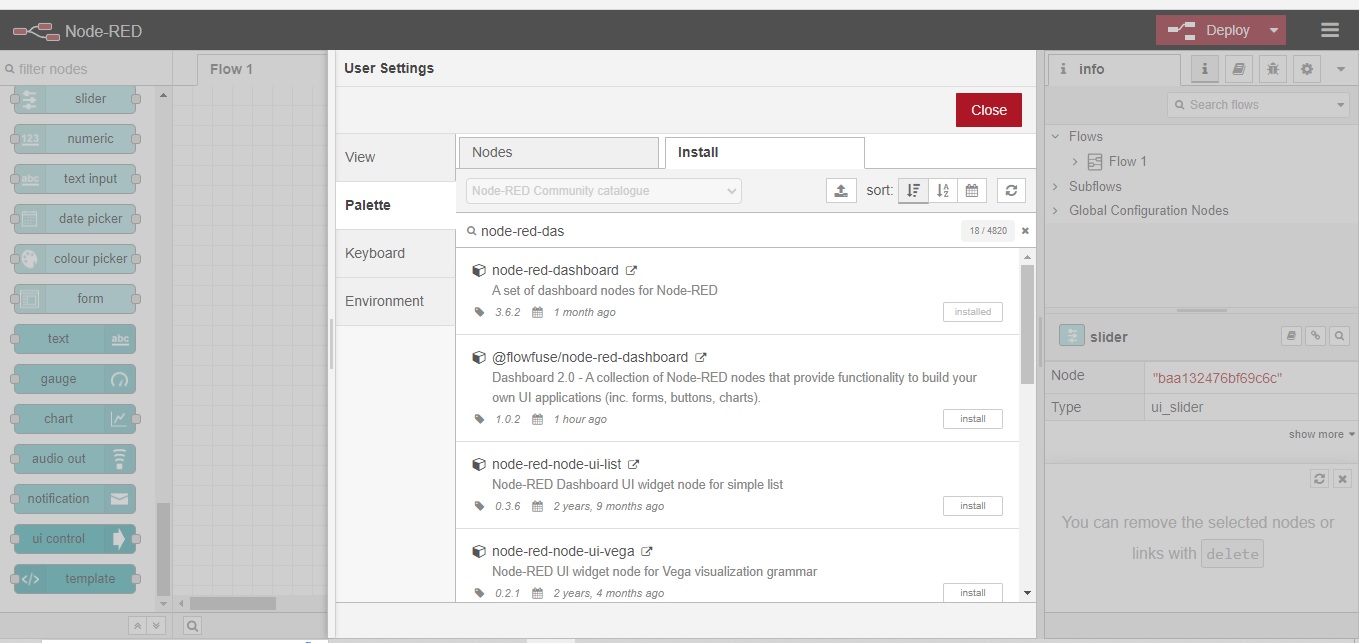 Node-RED
Deploy
filter nodes
slider
123 numeric
abc text input
date picker
colour picker
form
text abc
gauge
chart
audio out
notification
ui control
</> template
Flow 1
User Settings
Close
View
Palette
Keyboard
Environment
Nodes
Install
Node-RED Community catalogue
sort:
node-red-das
18 / 4820
node-red-dashboard
A set of dashboard nodes for Node-RED
3.6.2 1 month ago
installed
@flowfuse/node-red-dashboard
Dashboard 2.0 - A collection of Node-RED nodes that provide functionality to build your
own UI applications (inc. forms, buttons, charts).
1.0.2 1 hour ago
install
node-red-node-ui-list
Node-RED Dashboard UI widget node for simple list
0.3.6 2 years, 9 months ago
install
node-red-node-ui-vega
Node-RED UI widget node for Vega visualization grammar
0.2.1 2 years, 4 months ago
install
info
Search flows
Flows
Flow 1
Subflows
Global Configuration Nodes
slider
Node "baa132476bf69c6c"
Type ui_slider
show more
You can remove the selected nodes or
links with delete